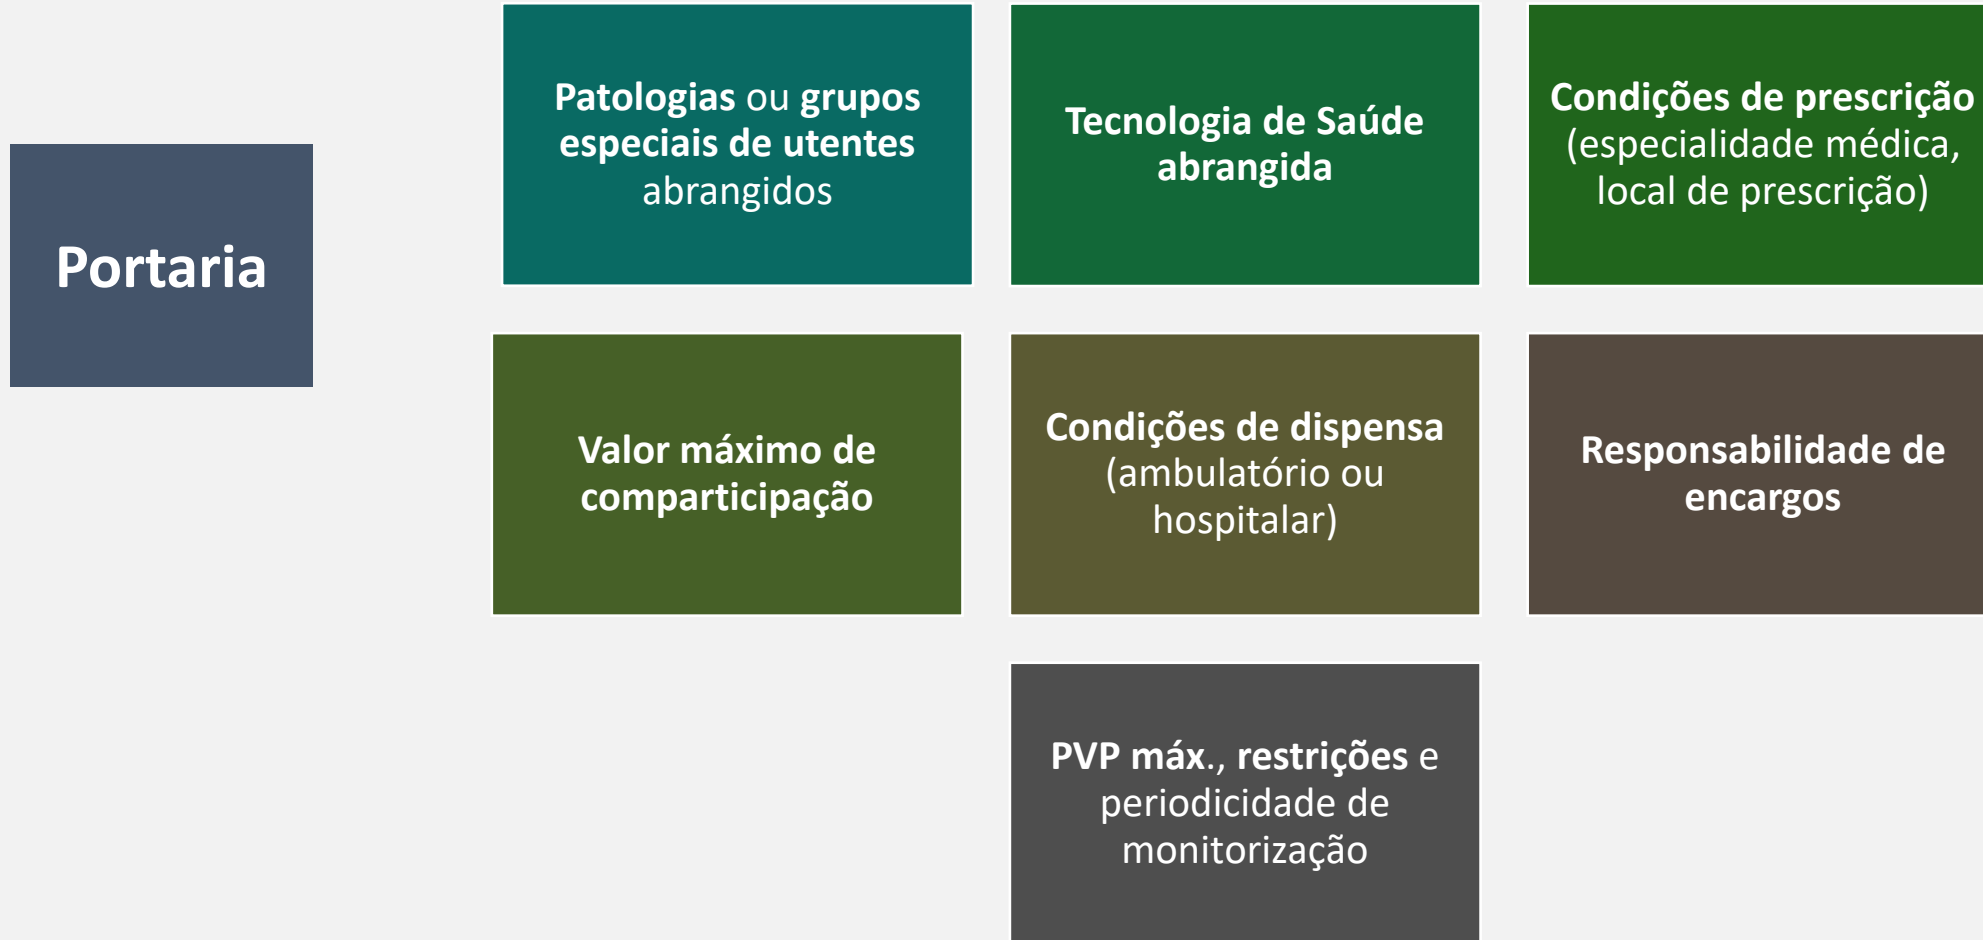 Portaria
Patologias ou grupos
especiais de utentes
abrangidos
Tecnologia de Saúde
abrangida
Condições de prescrição
(especialidade médica,
local de prescrição)
Valor máximo de
comparticipação
Condições de dispensa
(ambulatório ou
hospitalar)
Responsabilidade de
encargos
PVP máx., restrições e
periodicidade de
monitorização